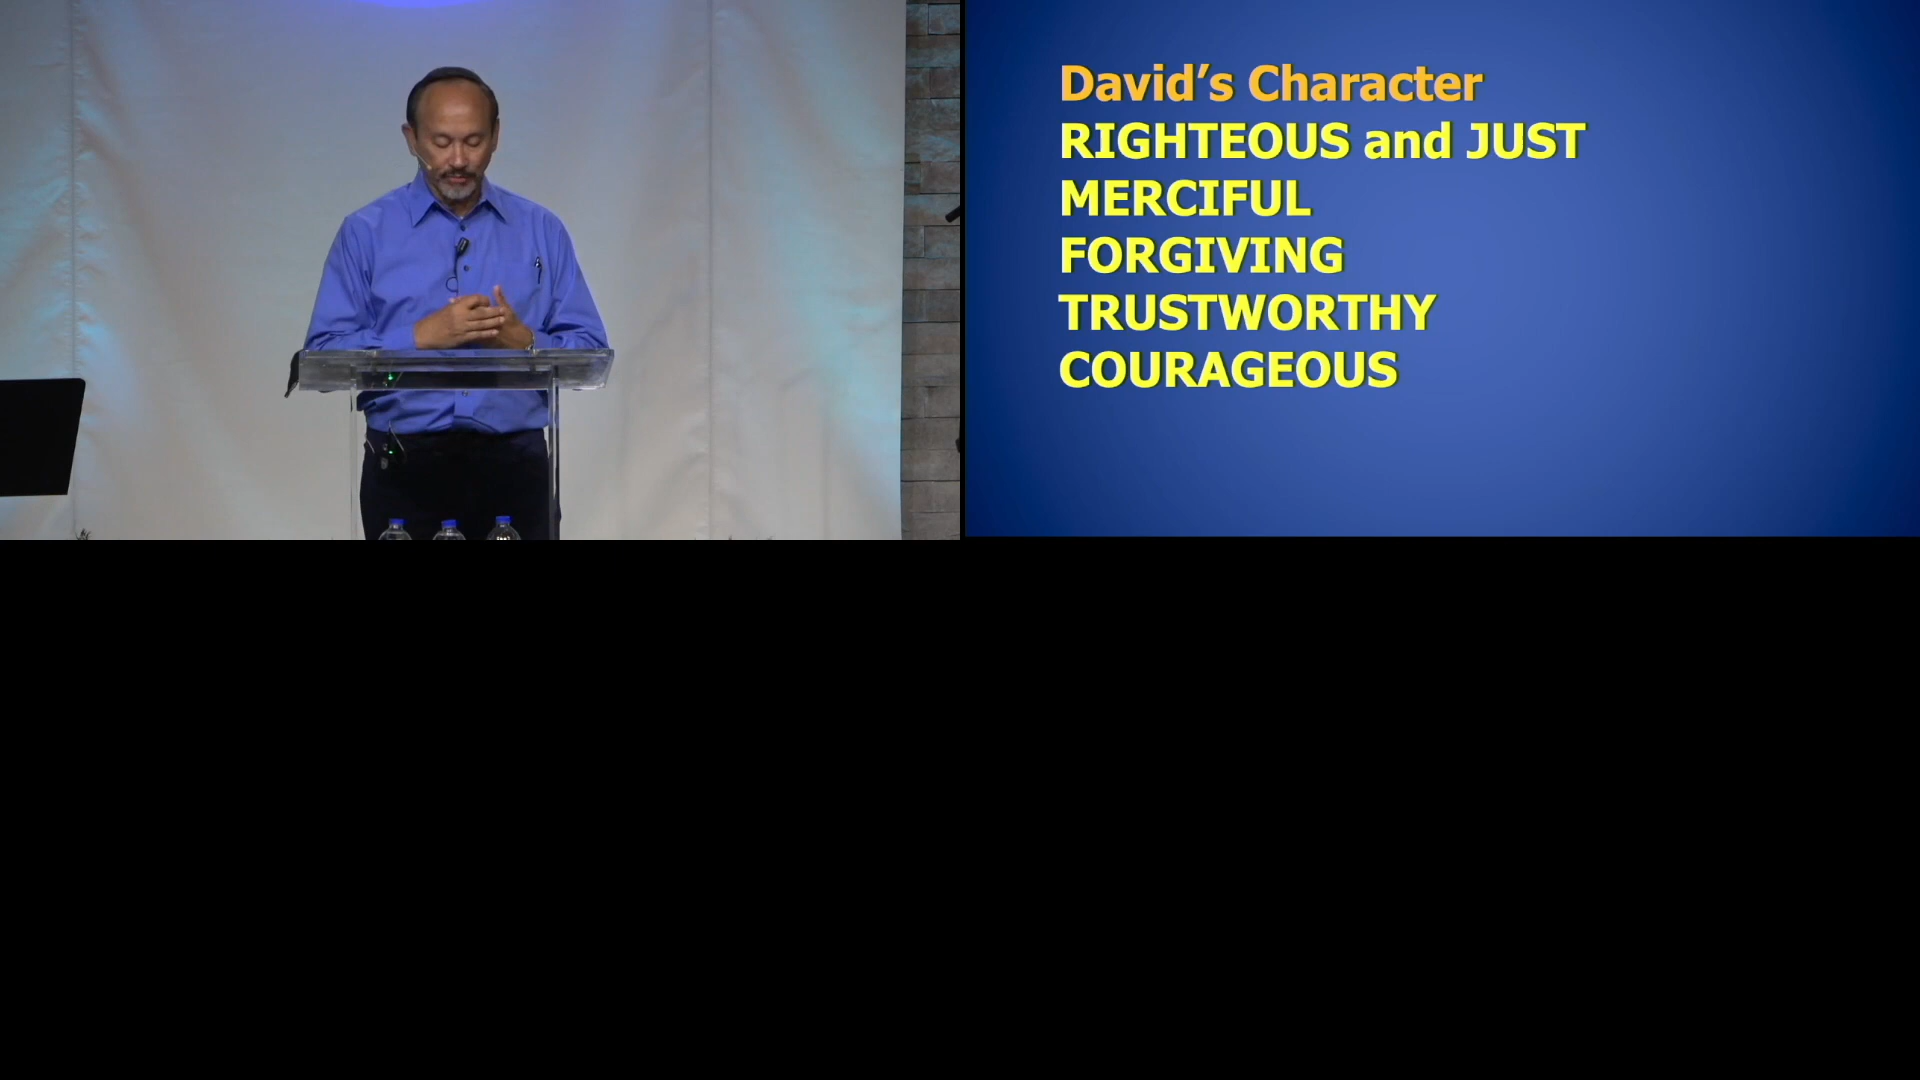 David’s Character
RIGHTEOUS and JUST
MERCIFUL
FORGIVING
TRUSTWORTHY
COURAGEOUS